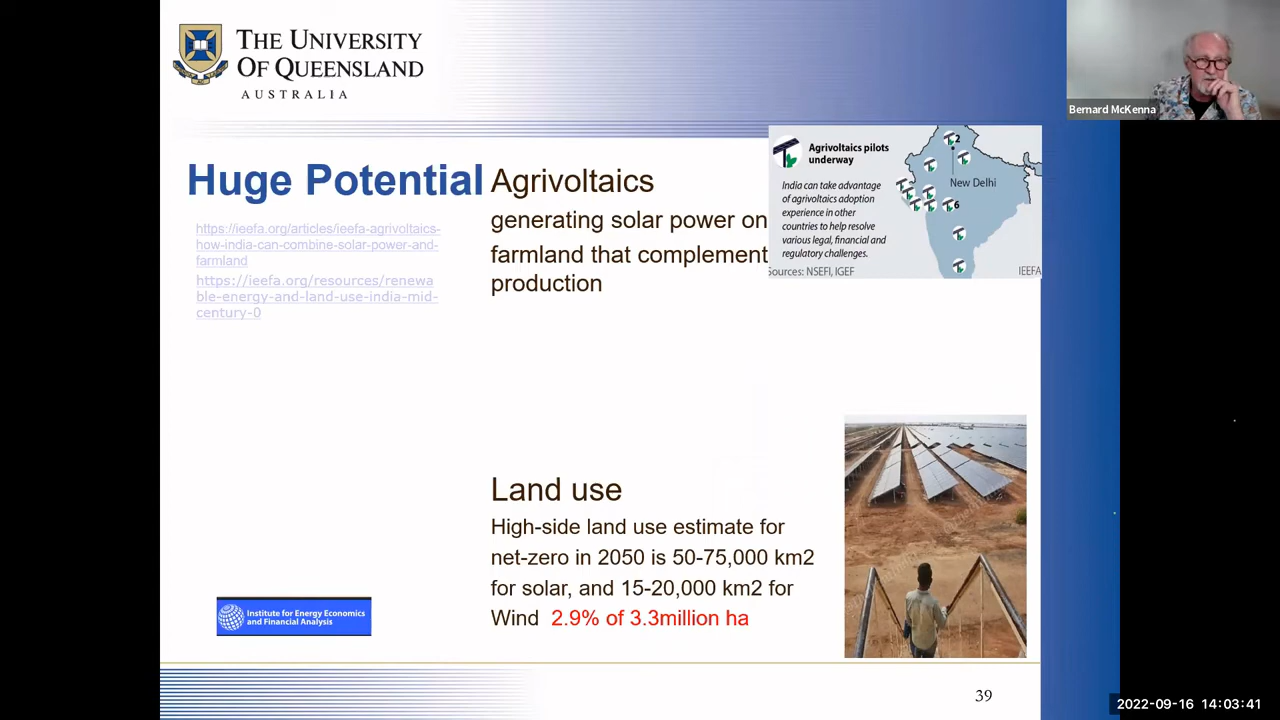 THE UNIVERSITY
OF QUEENSLAND
AUSTRALIA
Bernard McKenna
Huge Potential
https://ieefa.org/articles/ieefa-agrivoltaics-
how-india-can-combine-solar-power-and-
farmland
https://ieefa.org/resources/renewa
ble-energy-and-land-use-india-mid-
century-0
Agrivoltaics
generating solar power on
farmland that complement
production
Agrivoltaics pilots
underway
India can take advantage
of agrivoltaics adoption
experience in other
countries to help resolve
various legal, financial and
regulatory challenges.
Sources: NSEFI, IGEF
2
New Delhi
6
IEEFA
Land use
High-side land use estimate for
net-zero in 2050 is 50-75,000 km2
for solar, and 15-20,000 km2 for
Wind 2.9% of 3.3million ha
Institute for Energy Economics
and Financial Analysis
39
2022-09-16 14:03:41